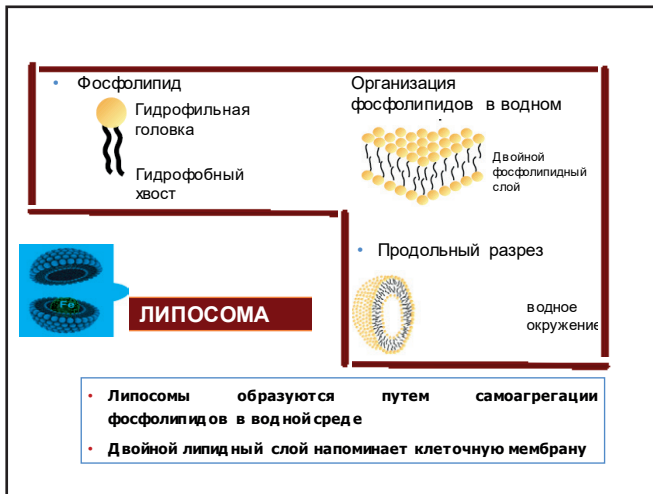 • Фосфолипид
Гидрофильная
головка
Гидрофобный
хвост
Организация
фосфолипидов в водном
Двойной
фосфолипидный
слой
• Продольный разрез
водное
окружение
Fe
ЛИПОСОМА
• Липосомы образуются путем самоагрегации
фосфолипидов в водной среде
• Двойной липидный слой напоминает клеточную мембрану